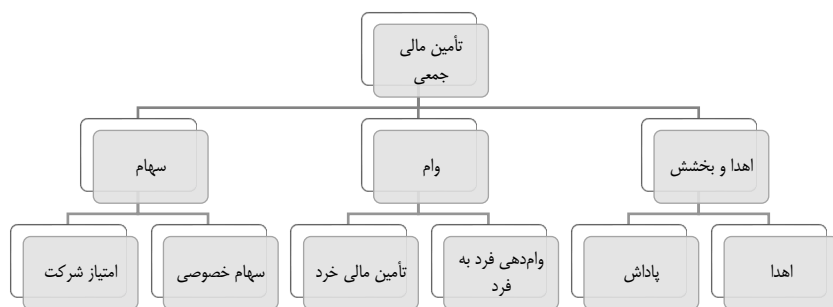 تأمین مالی
جمعی
اهدا و بخشش
وام
سهام
اهدا
پاداش
وام‌دهی فرد به
فرد
تأمین مالی خرد
سهام خصوصی
امتیاز شرکت